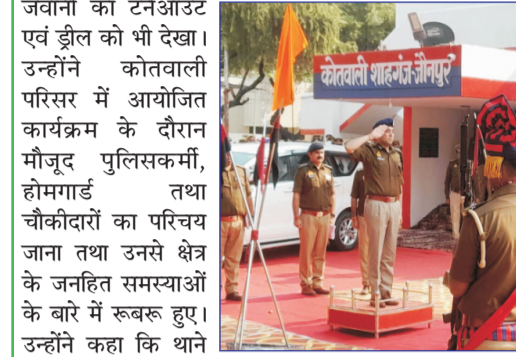 जवानों का टर्नआउट
एवं ड्रील को भी देखा।
उन्होंने कोतवाली
परिसर में आयोजित
कार्यक्रम के दौरान
मौजूद पुलिसकर्मी,
होमगार्ड तथा
चौकीदारों का परिचय
जाना तथा उनसे क्षेत्र
के जनहित समस्याओं
के बारे में रूबरू हुए।
उन्होंने कहा कि थाने
कोतवाली शाहगंज-जौनपुर